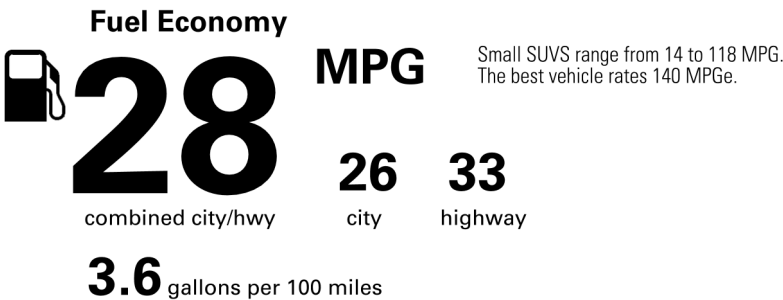 Fuel Economy
28 MPG
Small SUVS range from 14 to 118 MPG.
The best vehicle rates 140 MPGe.
26 33
combined city/hwy city highway
3.6 gallons per 100 miles